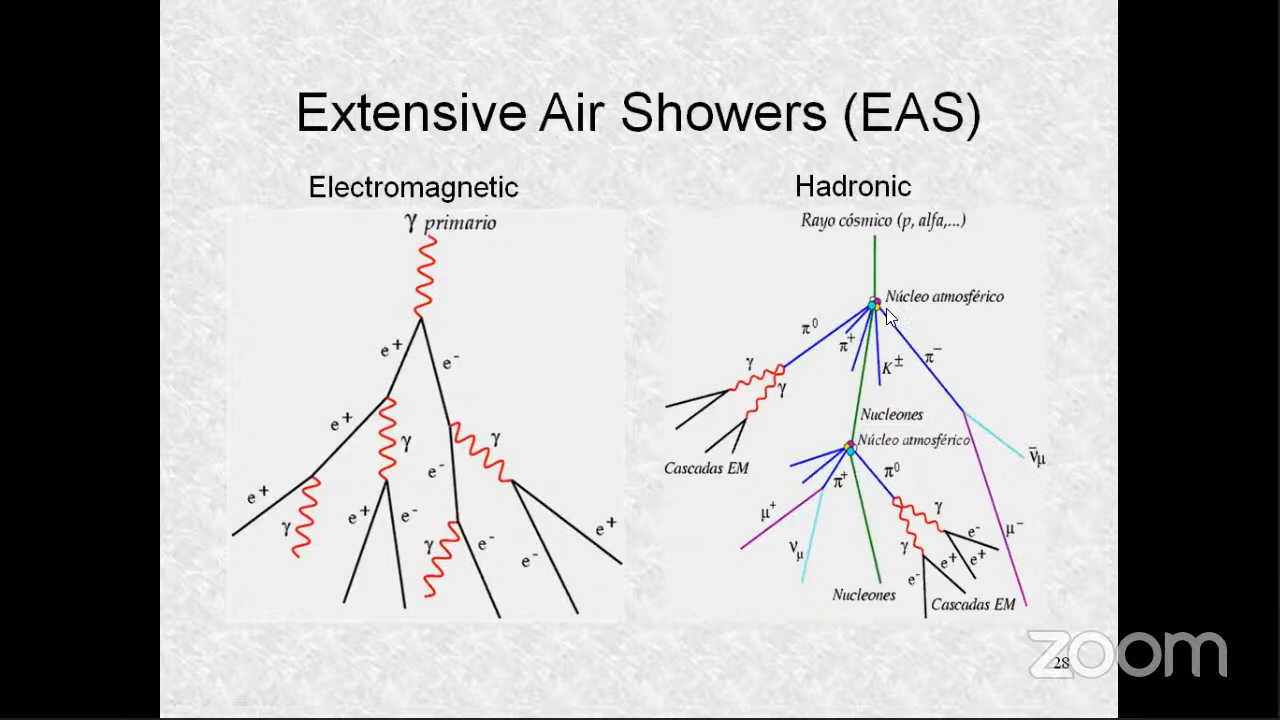 Extensive Air Showers (EAS)
Electromagnetic
γ primario
e+
e-
e+
γ
γ
e-
e+
γ
e+
e-
γ
e-
e-
e+
Hadronic
Rayo cósmico (p, alfa,...)
Núcleo atmosférico
π0
π+
K±
π-
γ
γ
Nucleones
Núcleo atmosférico
Cascadas EM
ν̄μ
π+
π0
μ+
νμ
γ
γ
e-
e+
e+
e-
μ-
Nucleones
Cascadas EM
28
zoom